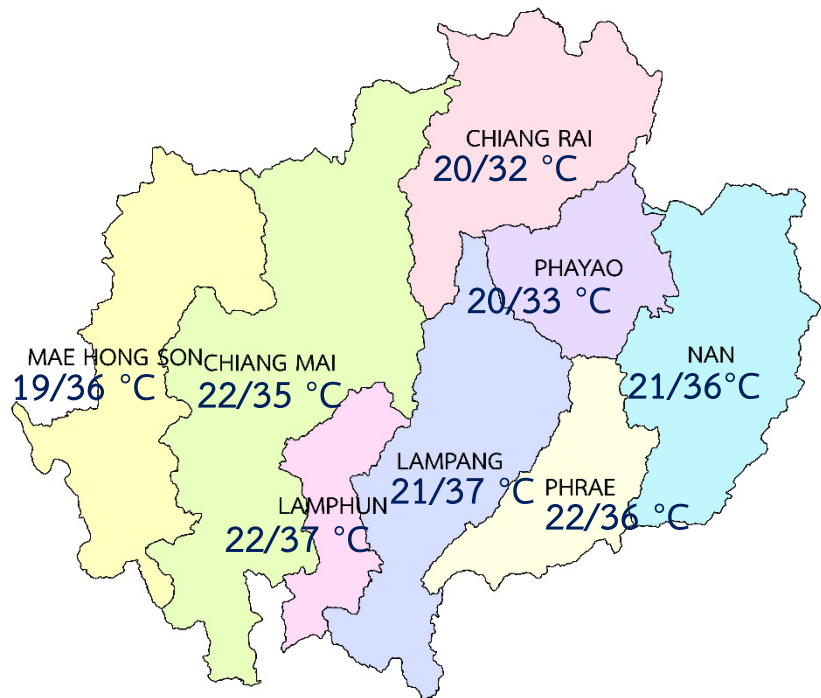 CHIANG RAI
20/32 °C
PHAYAO
20/33 °C
MAE HONG SON
19/36 °C
CHIANG MAI
22/35 °C
NAN
21/36°C
LAMPANG
21/37 °C
LAMPHUN
22/37 °C
PHRAE
22/36 °C